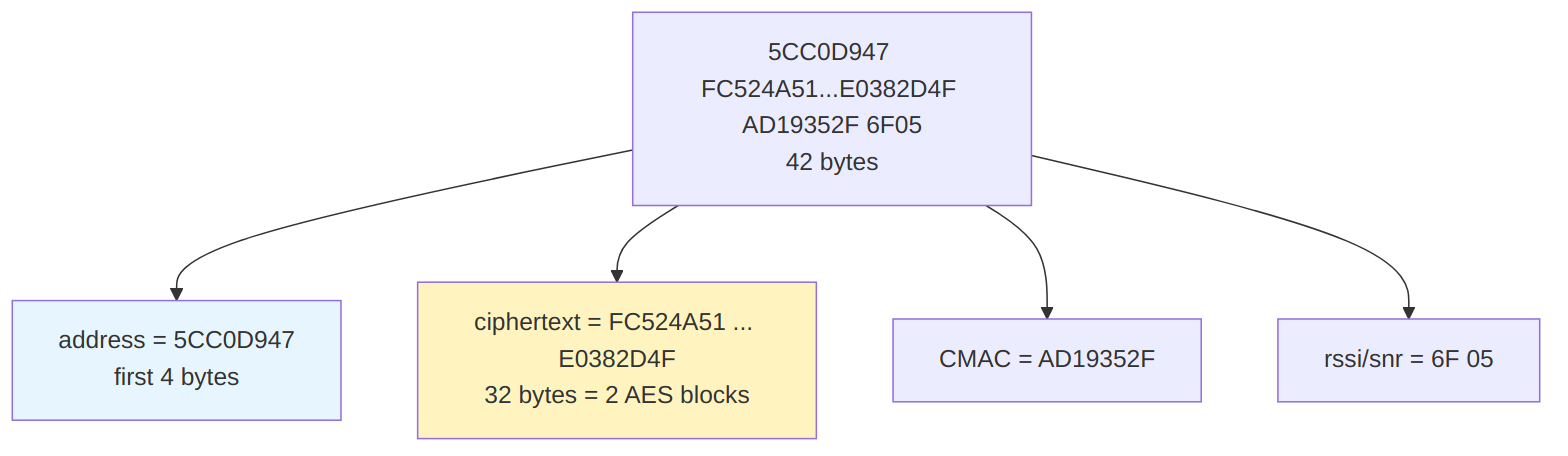 5CC0D947
FC524A51...E0382D4F
AD19352F 6F05
42 bytes
address = 5CC0D947
first 4 bytes
ciphertext = FC524A51 ...
E0382D4F
32 bytes = 2 AES blocks
CMAC = AD19352F
rssi/snr = 6F 05